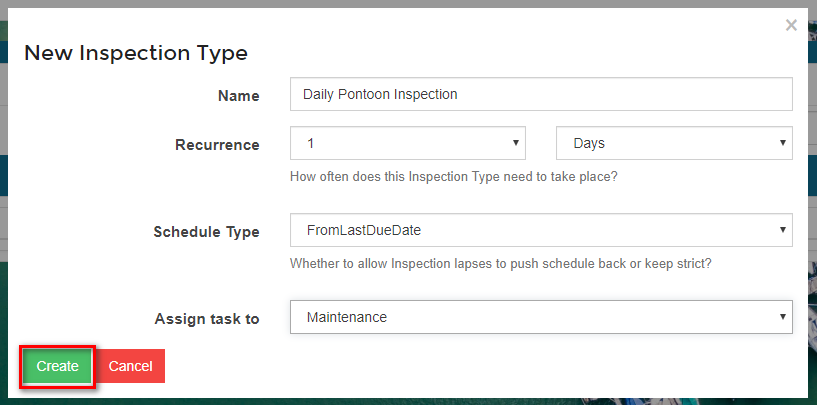 ×
New Inspection Type
Name Daily Pontoon Inspection
Recurrence 1 Days
How often does this Inspection Type need to take place?
Schedule Type FromLastDueDate
Whether to allow Inspection lapses to push schedule back or keep strict?
Assign task to Maintenance
Create Cancel